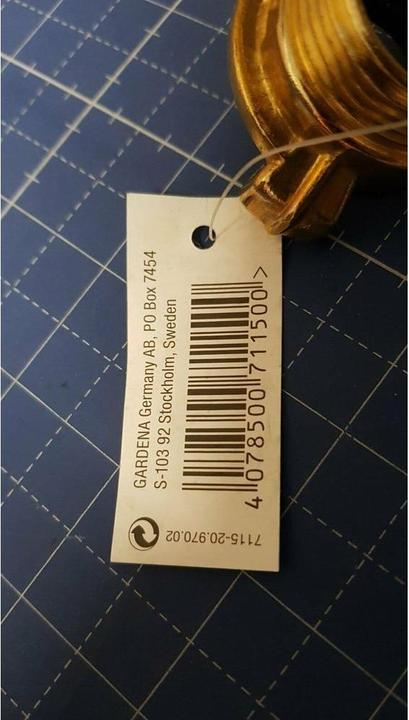 GARDENA Germany AB, PO Box 7454
S-103 92 Stockholm, Sweden
4 078500 711500 >
7115-20.970.02